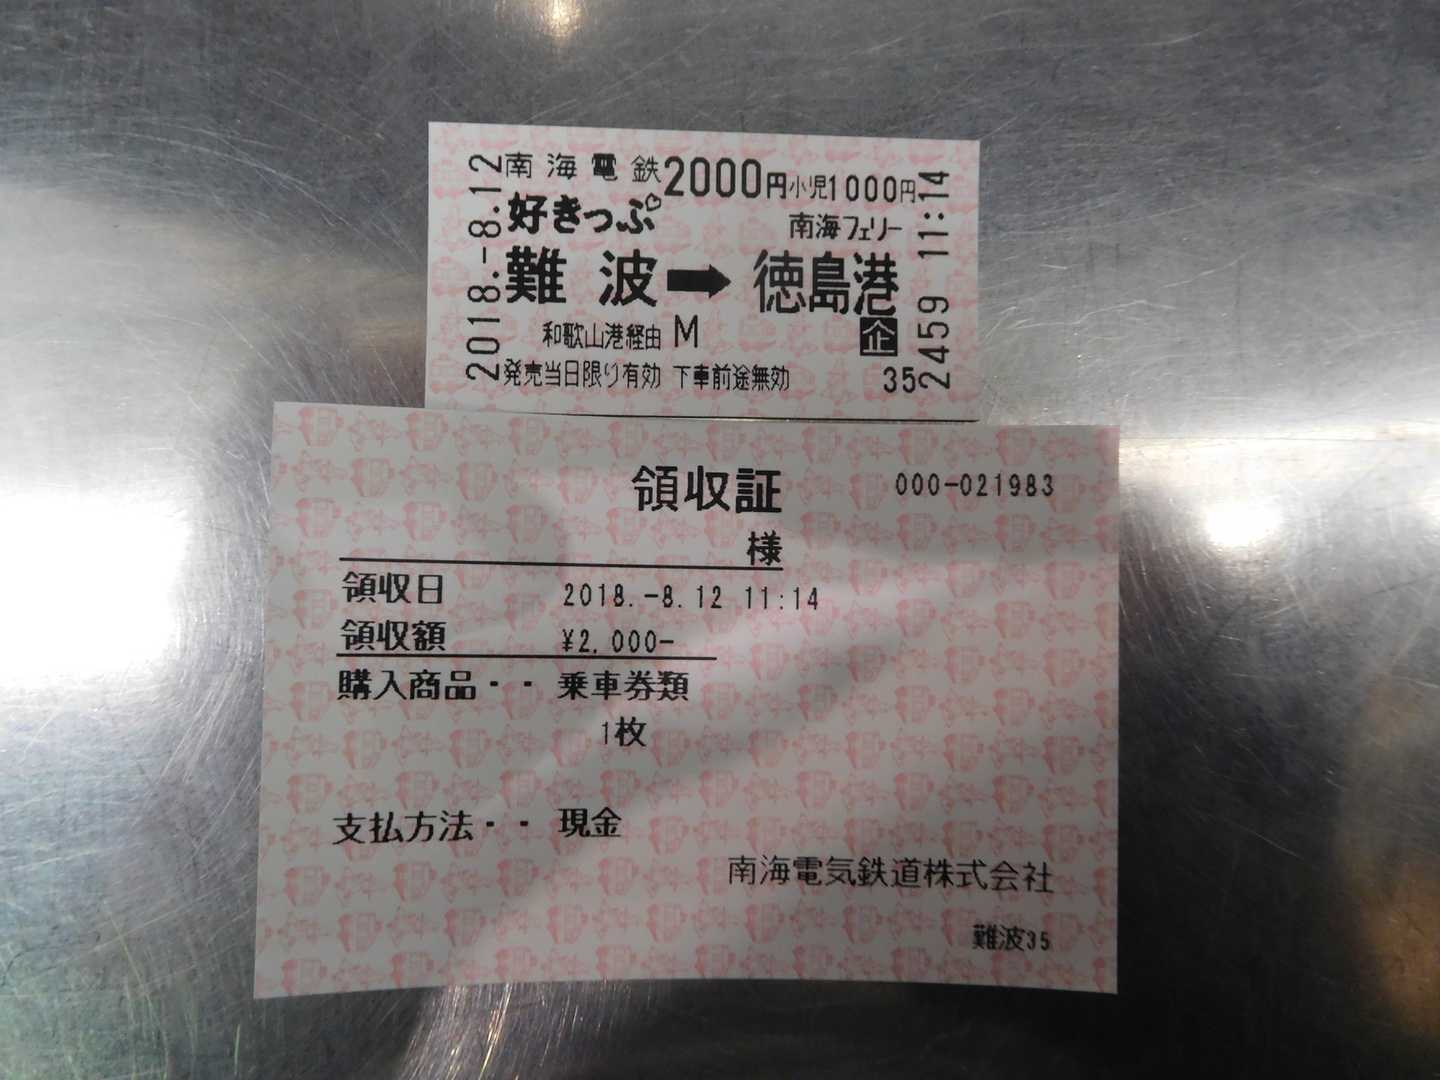 2018.-8.12
南海電鉄 2000円 小児1000円
好きっぷ♡ 南海フェリー
難波➡徳島港
和歌山港経由 M 企
発売当日限り有効 下車前途無効 35
2459 11:14
領収証 000-021983
様
領収日 2018.-8.12 11:14
領収額 ¥2,000-
購入商品・・ 乗車券類
1枚
支払方法・・ 現金
南海電気鉄道株式会社
難波35